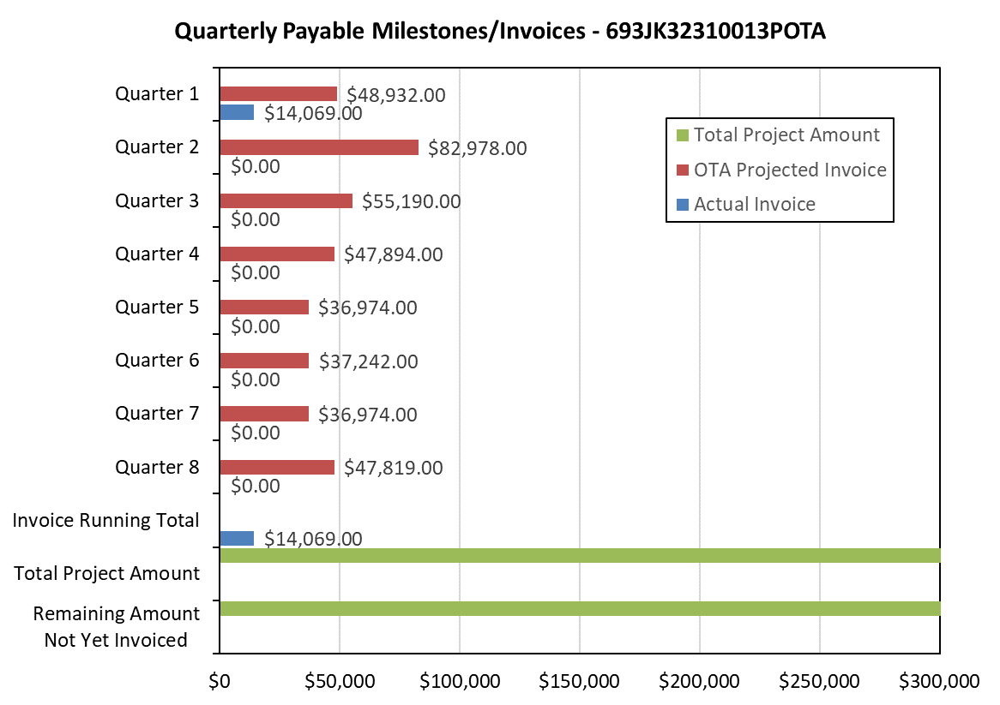 Quarterly Payable Milestones/Invoices - 693JK32310013POTA
Quarter 1
$48,932.00
$14,069.00
Quarter 2
$82,978.00
$0.00
Quarter 3
$55,190.00
$0.00
Quarter 4
$47,894.00
$0.00
Quarter 5
$36,974.00
$0.00
Quarter 6
$37,242.00
$0.00
Quarter 7
$36,974.00
$0.00
Quarter 8
$47,819.00
$0.00
Invoice Running Total
$14,069.00
Total Project Amount
Remaining Amount
Not Yet Invoiced
Total Project Amount
OTA Projected Invoice
Actual Invoice
$0 $50,000 $100,000 $150,000 $200,000 $250,000 $300,000